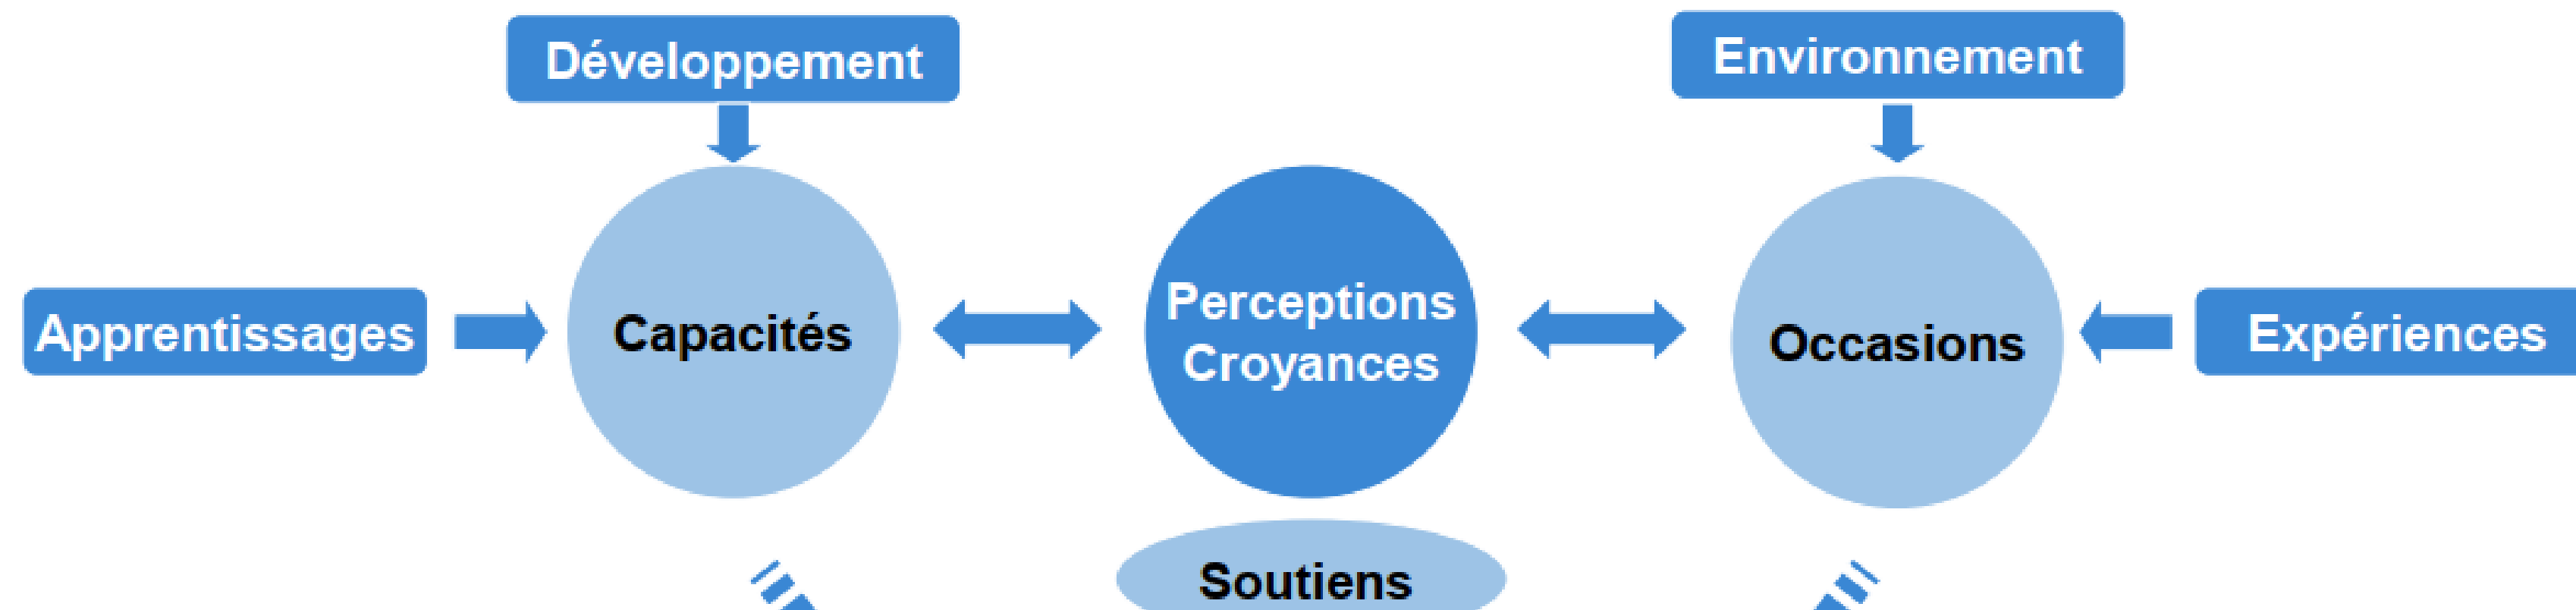 Développement
Environnement
Apprentissages
Capacités
Perceptions
Croyances
Occasions
Expériences
Soutiens